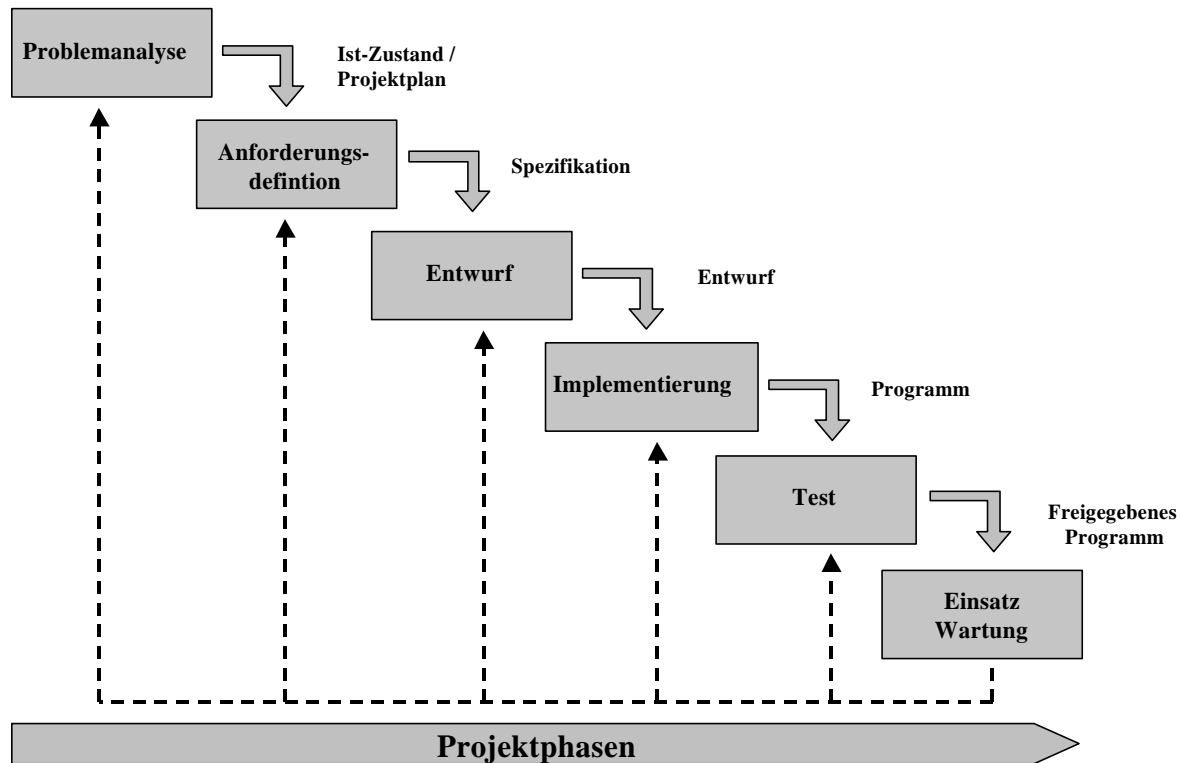 Problemanalyse
Ist-Zustand /
Projektplan
Anforderungs-
defintion
Spezifikation
Entwurf
Entwurf
Implementierung
Programm
Test
Freigegebenes
Programm
Einsatz
Wartung
Projektphasen